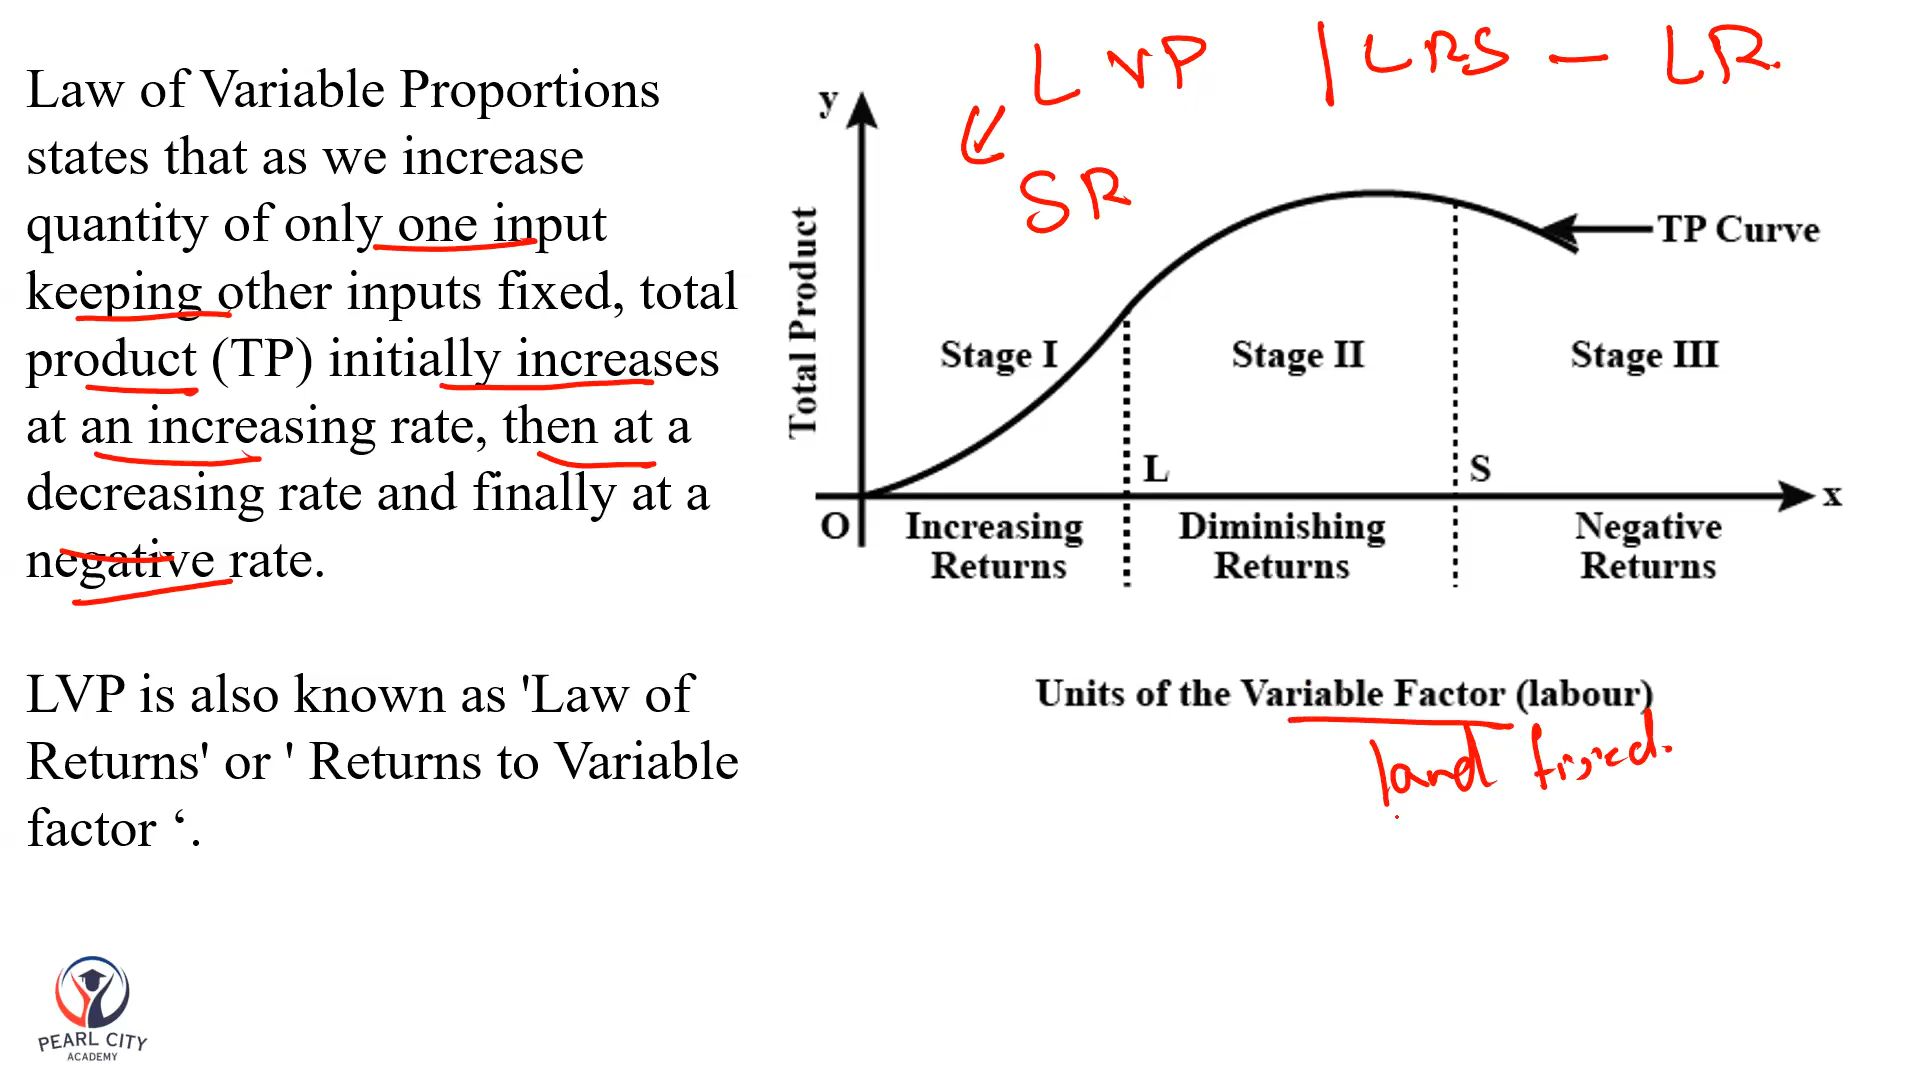 Law of Variable Proportions
states that as we increase
quantity of only one input
keeping other inputs fixed, total
product (TP) initially increases
at an increasing rate, then at a
decreasing rate and finally at a
negative rate.
LVP is also known as 'Law of
Returns' or ' Returns to Variable
factor ‘.
LVP | LRS – LR
SR
y
Total Product
TP Curve
Stage I
Stage II
Stage III
L
S
x
O
Increasing
Returns
Diminishing
Returns
Negative
Returns
Units of the Variable Factor (labour)
land fixed.
PEARL CITY
ACADEMY